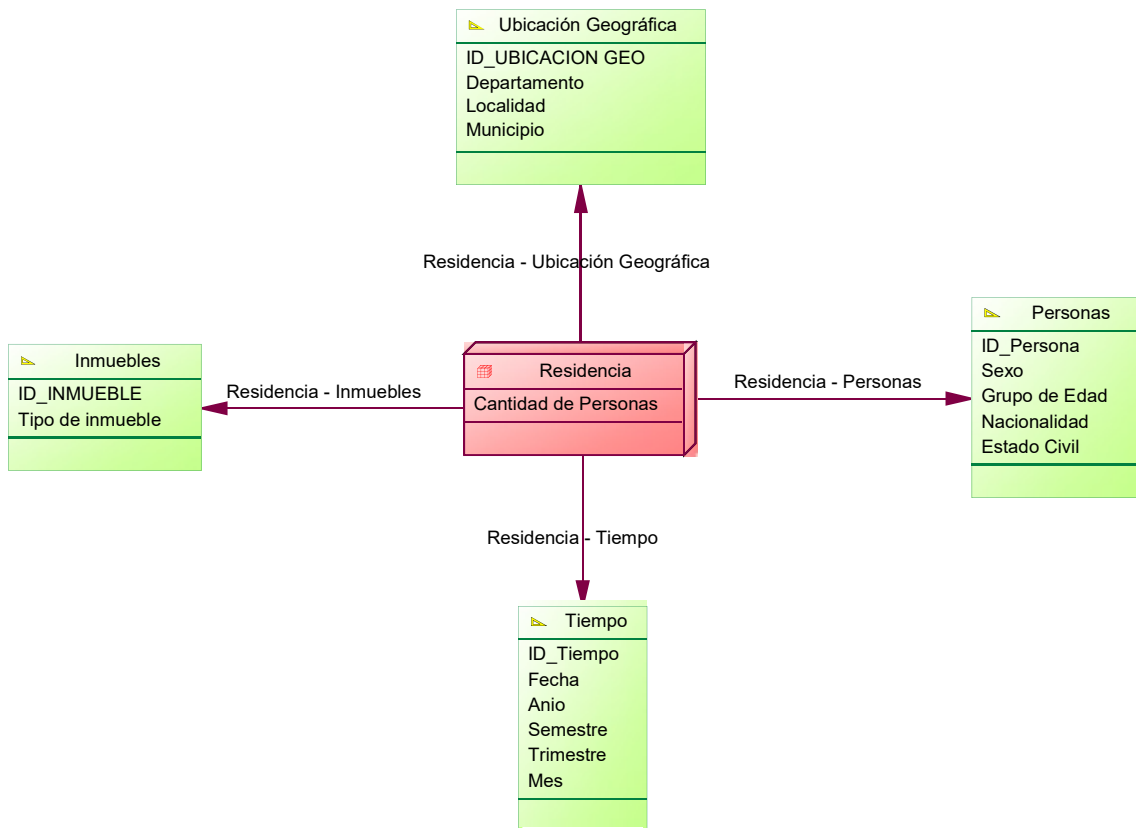 Ubicación Geográfica
ID_UBICACION GEO
Departamento
Localidad
Municipio
Residencia - Ubicación Geográfica
Inmuebles
ID_INMUEBLE
Tipo de inmueble
Residencia - Inmuebles
Residencia
Cantidad de Personas
Residencia - Personas
Personas
ID_Persona
Sexo
Grupo de Edad
Nacionalidad
Estado Civil
Residencia - Tiempo
Tiempo
ID_Tiempo
Fecha
Anio
Semestre
Trimestre
Mes